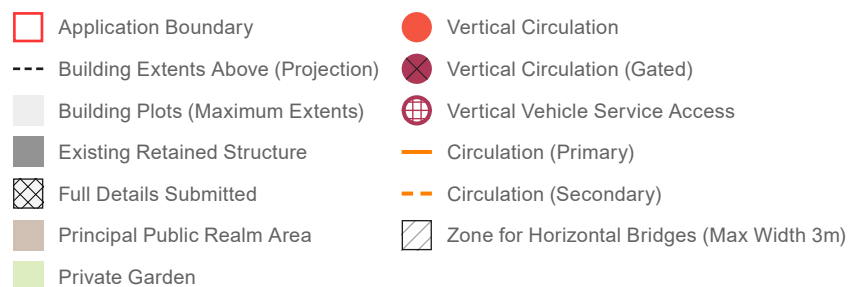 Application Boundary
Building Extents Above (Projection)
Building Plots (Maximum Extents)
Existing Retained Structure
Full Details Submitted
Principal Public Realm Area
Private Garden
Vertical Circulation
Vertical Circulation (Gated)
Vertical Vehicle Service Access
Circulation (Primary)
Circulation (Secondary)
Zone for Horizontal Bridges (Max Width 3m)